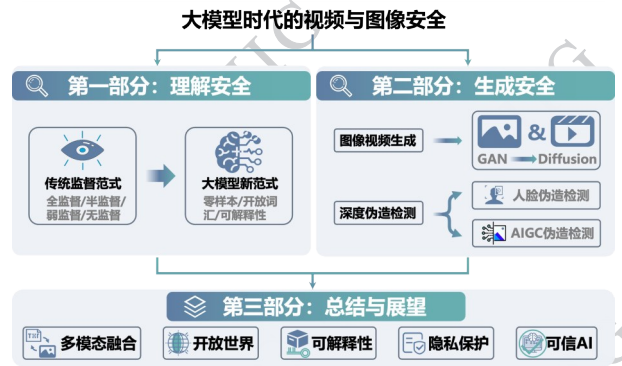 大模型时代的视频与图像安全
第一部分：理解安全
传统监督范式
全监督/半监督/
弱监督/无监督
大模型新范式
零样本/开放词
汇/可解释性
第二部分：生成安全
图像视频生成
&
GAN
Diffusion
深度伪造检测
人脸伪造检测
AIGC伪造检测
第三部分：总结与展望
TXT
多模态融合
开放世界
可解释性
隐私保护
可信AI